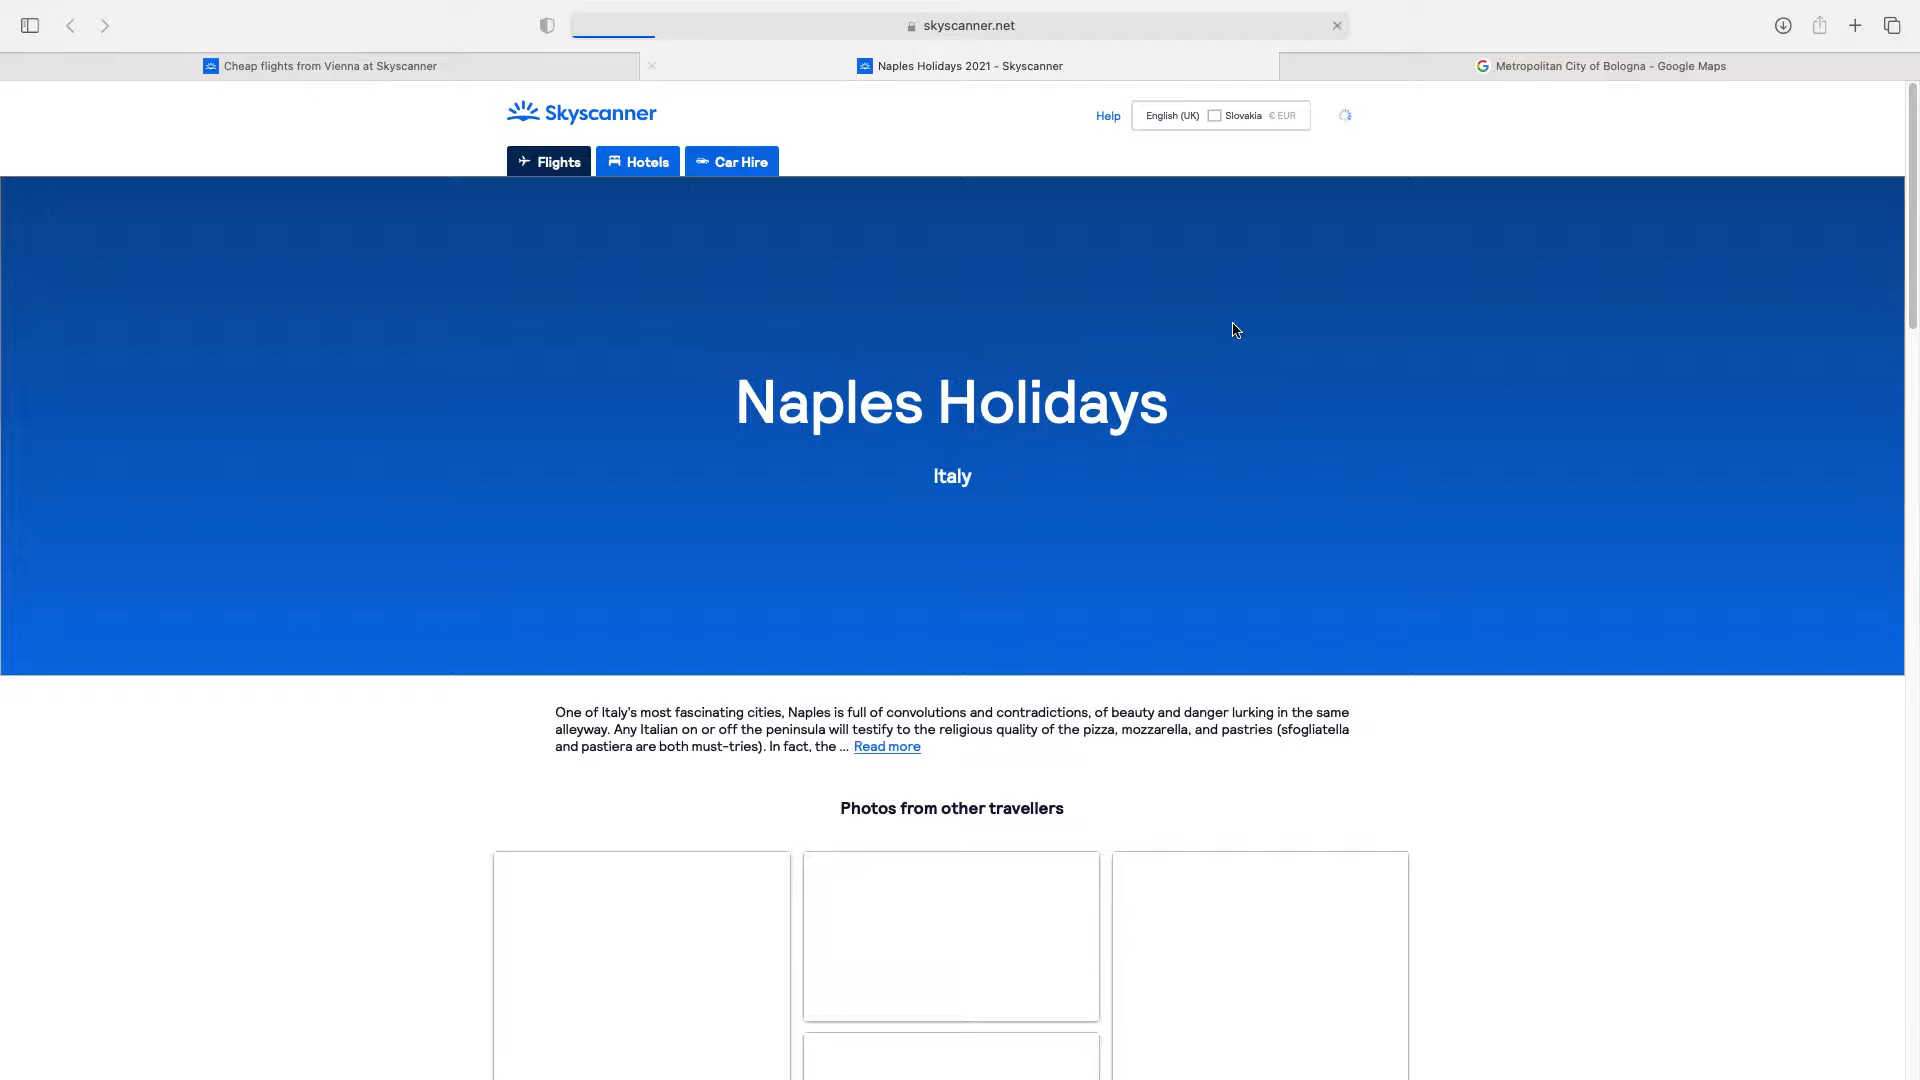 skyscanner.net
Cheap flights from Vienna at Skyscanner
Naples Holidays 2021 - Skyscanner
Metropolitan City of Bologna - Google Maps
Skyscanner
Help
English (UK) Slovakia € EUR
Flights
Hotels
Car Hire
Naples Holidays
Italy
One of Italy's most fascinating cities, Naples is full of convolutions and contradictions, of beauty and danger lurking in the same
alleyway. Any Italian on or off the peninsula will testify to the religious quality of the pizza, mozzarella, and pastries (sfogliatella
and pastiera are both must-tries). In fact, the ... Read more
Photos from other travellers